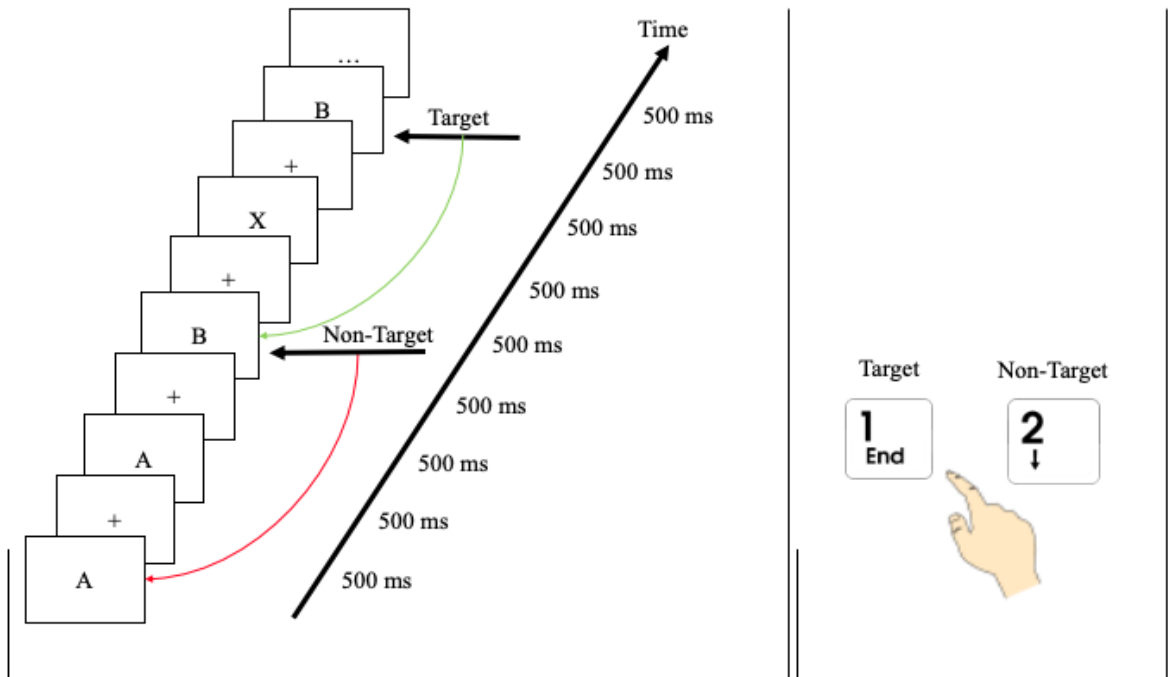 Time
…
B
Target
500 ms
+
500 ms
X
500 ms
+
500 ms
B
Non-Target
500 ms
+
500 ms
A
500 ms
+
500 ms
A
500 ms
Target
Non-Target
1
End
2
↓